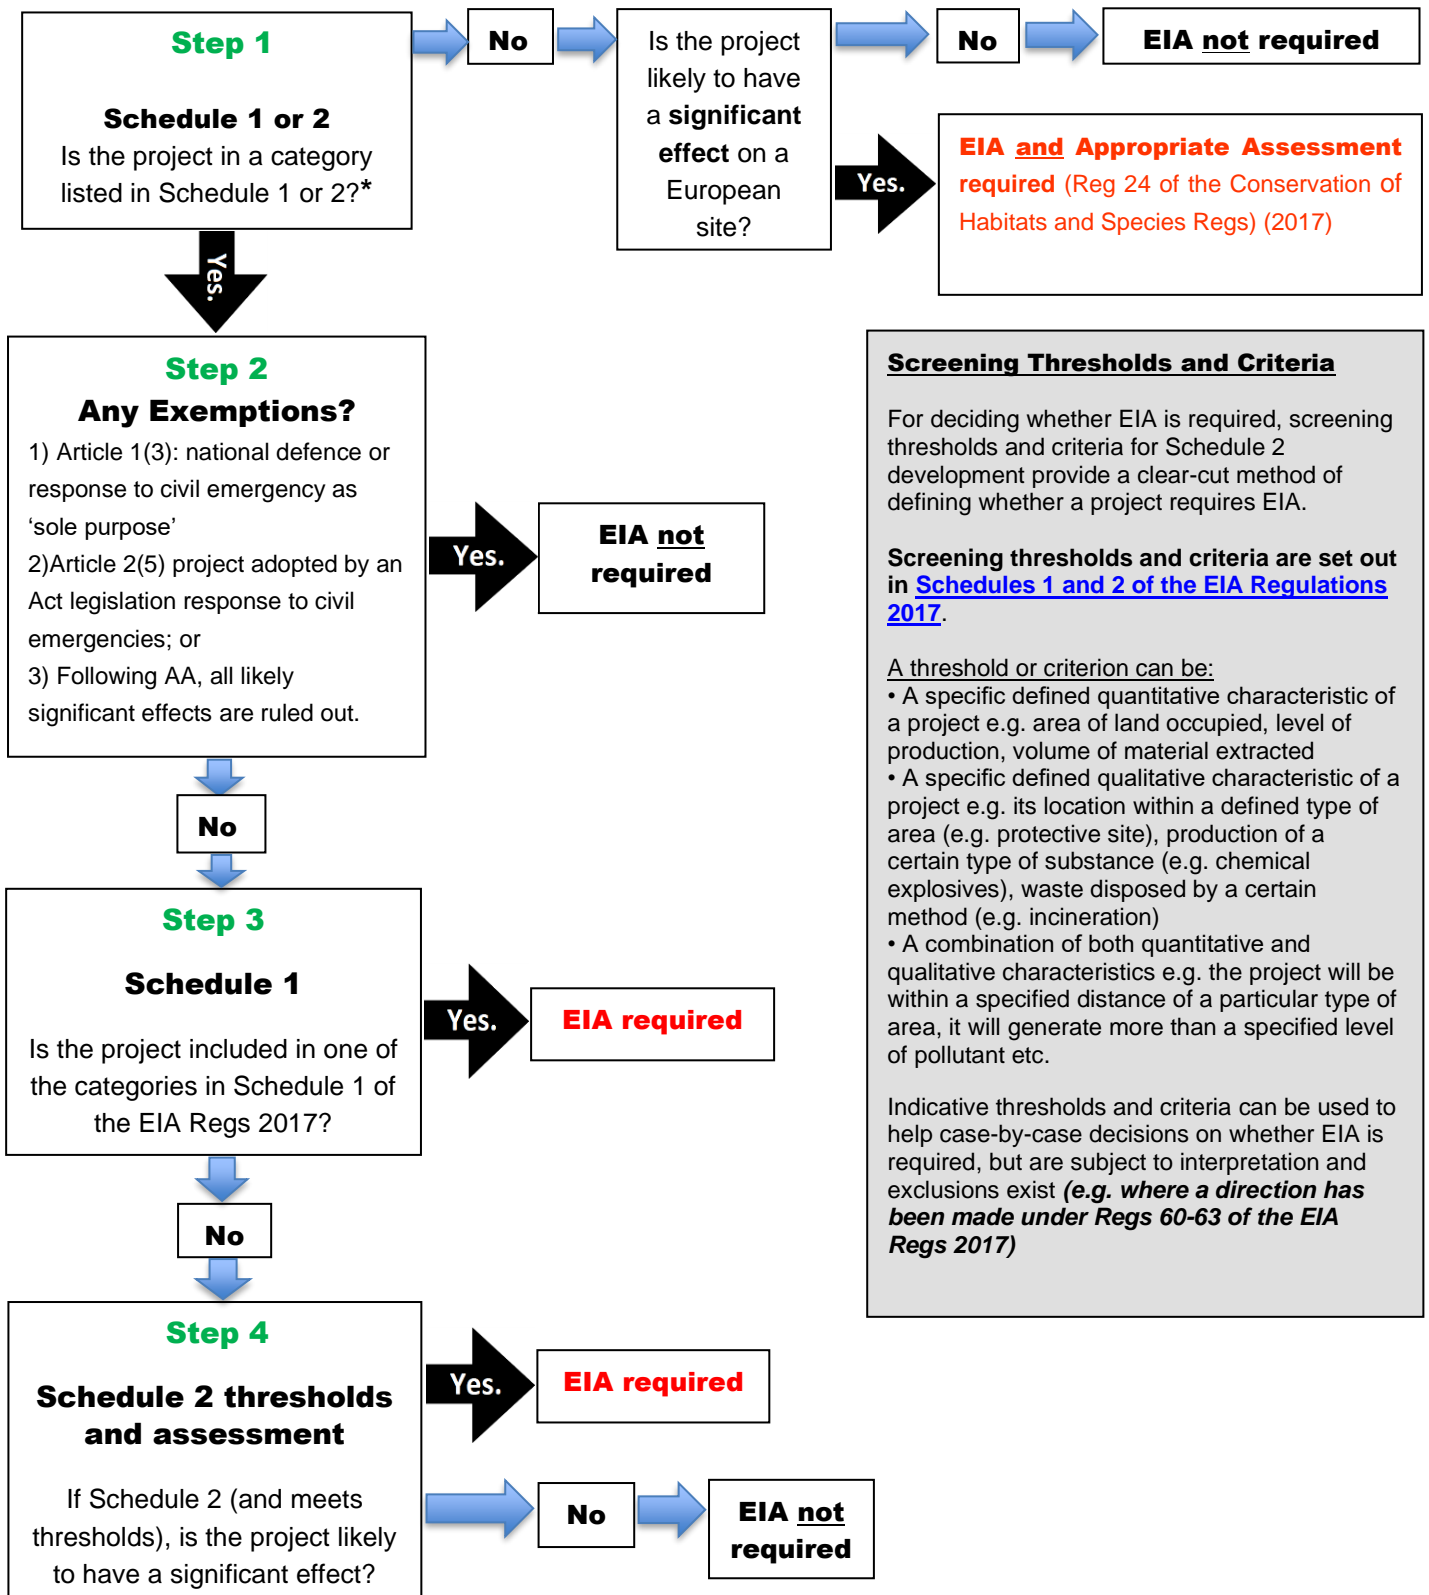 Step 1
Schedule 1 or 2
Is the project in a category
listed in Schedule 1 or 2?*
No
Is the project
likely to have
a significant
effect on a
European
site?
No
EIA not required
Yes.
EIA and Appropriate Assessment
required (Reg 24 of the Conservation of
Habitats and Species Regs) (2017)
Yes.
Step 2
Any Exemptions?
1) Article 1(3): national defence or
response to civil emergency as
‘sole purpose’
2)Article 2(5) project adopted by an
Act legislation response to civil
emergencies; or
3) Following AA, all likely
significant effects are ruled out.
Yes.
EIA not
required
No
Step 3
Schedule 1
Is the project included in one of
the categories in Schedule 1 of
the EIA Regs 2017?
Yes.
EIA required
No
Step 4
Schedule 2 thresholds
and assessment
If Schedule 2 (and meets
thresholds), is the project likely
to have a significant effect?
Yes.
EIA required
No
EIA not
required
Screening Thresholds and Criteria
For deciding whether EIA is required, screening
thresholds and criteria for Schedule 2
development provide a clear-cut method of
defining whether a project requires EIA.
Screening thresholds and criteria are set out
in Schedules 1 and 2 of the EIA Regulations
2017.
A threshold or criterion can be:
• A specific defined quantitative characteristic of
a project e.g. area of land occupied, level of
production, volume of material extracted
• A specific defined qualitative characteristic of a
project e.g. its location within a defined type of
area (e.g. protective site), production of a
certain type of substance (e.g. chemical
explosives), waste disposed by a certain
method (e.g. incineration)
• A combination of both quantitative and
qualitative characteristics e.g. the project will be
within a specified distance of a particular type of
area, it will generate more than a specified level
of pollutant etc.
Indicative thresholds and criteria can be used to
help case-by-case decisions on whether EIA is
required, but are subject to interpretation and
exclusions exist (e.g. where a direction has
been made under Regs 60-63 of the EIA
Regs 2017)